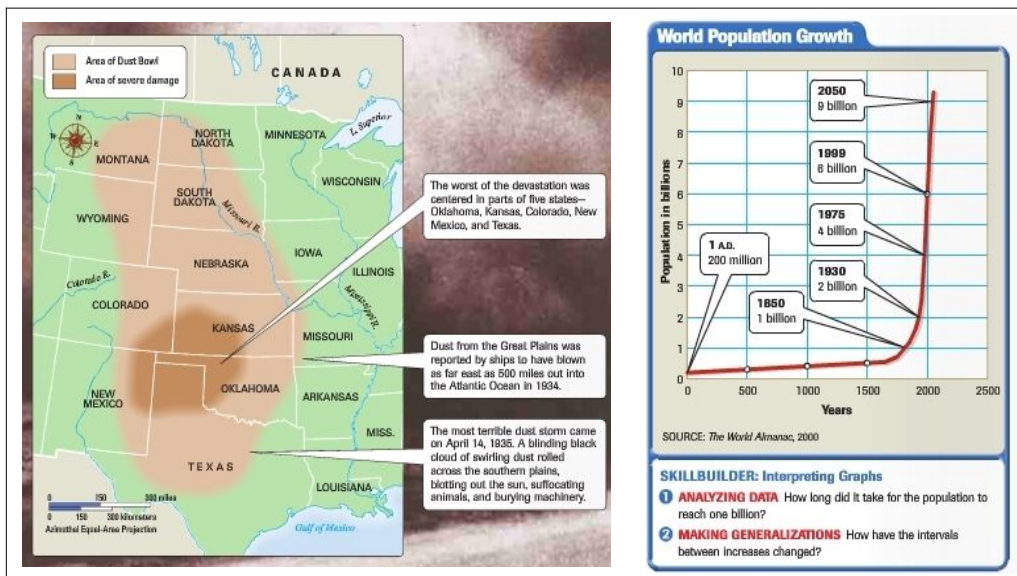 Area of Dust Bowl
Area of severe damage
CANADA
N
W
E
S
MONTANA
NORTH
DAKOTA
MINNESOTA
L. Superior
SOUTH
DAKOTA
WISCONSIN
WYOMING
Missouri R.
IOWA
NEBRASKA
ILLINOIS
Colorado R.
COLORADO
Mississippi R.
KANSAS
MISSOURI
NEW
MEXICO
OKLAHOMA
ARKANSAS
MISS.
TEXAS
LOUISIANA
Gulf of Mexico
0 150 300 miles
0 150 300 kilometers
Azimuthal Equal-Area Projection
The worst of the devastation was
centered in parts of five states—
Oklahoma, Kansas, Colorado, New
Mexico, and Texas.
Dust from the Great Plains was
reported by ships to have blown
as far east as 500 miles out into
the Atlantic Ocean in 1934.
The most terrible dust storm came
on April 14, 1935. A blinding black
cloud of swirling dust rolled
across the southern plains,
blotting out the sun, suffocating
animals, and burying machinery.
World Population Growth
Population in billions
10
9
8
7
6
5
4
3
2
1
0
2050
9 billion
1999
6 billion
1975
4 billion
1 A.D.
200 million
1930
2 billion
1850
1 billion
0 500 1000 1500 2000 2500
Years
SOURCE: The World Almanac, 2000
SKILLBUILDER: Interpreting Graphs
1 ANALYZING DATA How long did it take for the population to
reach one billion?
2 MAKING GENERALIZATIONS How have the intervals
between increases changed?